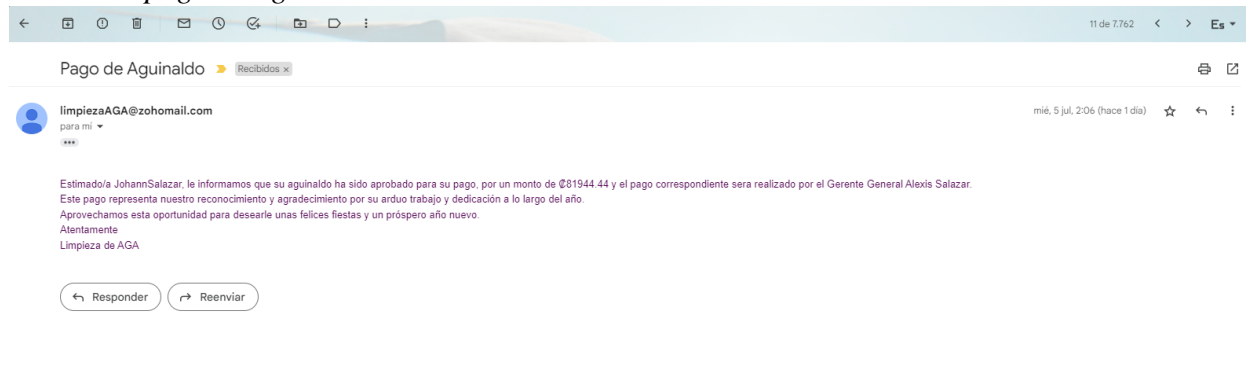 11 de 7.762
Es
Pago de Aguinaldo
Recibidos x
limpiezaAGA@zohomail.com
mié, 5 jul, 2:06 (hace 1 día)
para mí
Estimado/a JohannSalazar, le informamos que su aguinaldo ha sido aprobado para su pago, por un monto de ₡81944.44 y el pago correspondiente sera realizado por el Gerente General Alexis Salazar.
Este pago representa nuestro reconocimiento y agradecimiento por su arduo trabajo y dedicación a lo largo del año.
Aprovechamos esta oportunidad para desearle unas felices fiestas y un próspero año nuevo.
Atentamente
Limpieza de AGA
Responder
Reenviar